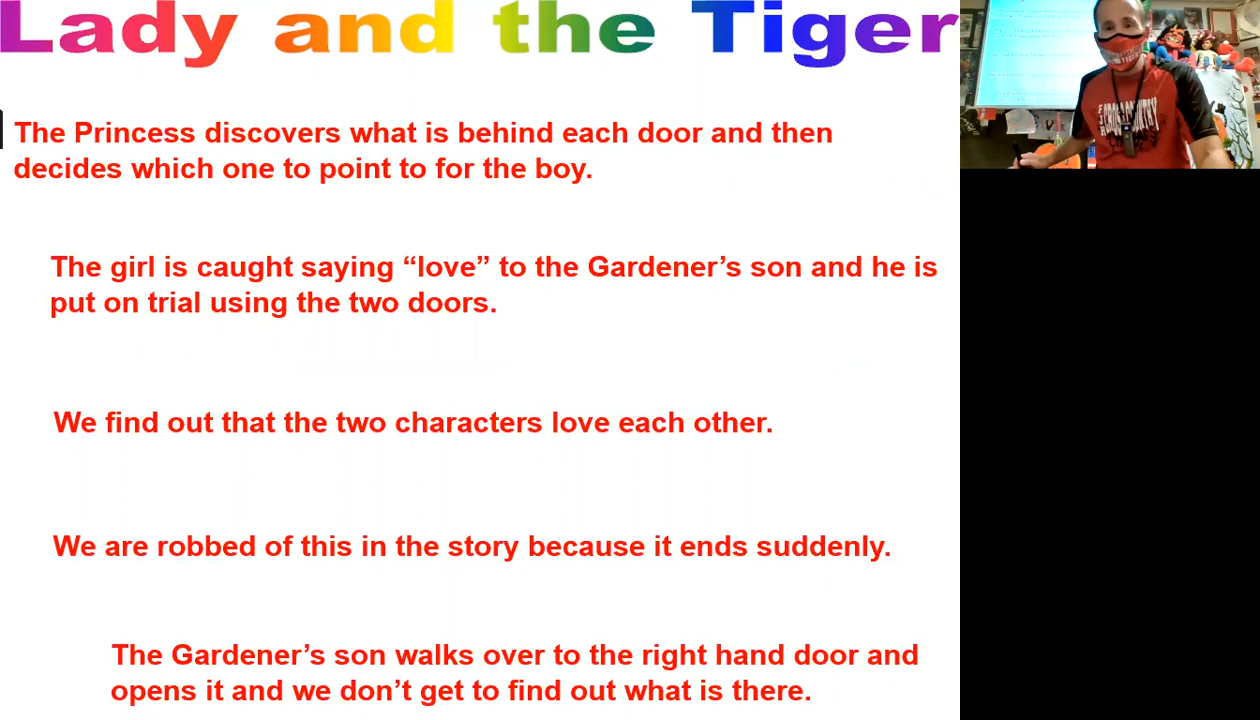 Lady and the Tiger
The Princess discovers what is behind each door and then
decides which one to point to for the boy.
The girl is caught saying “love” to the Gardener’s son and he is
put on trial using the two doors.
We find out that the two characters love each other.
We are robbed of this in the story because it ends suddenly.
The Gardener’s son walks over to the right hand door and
opens it and we don’t get to find out what is there.